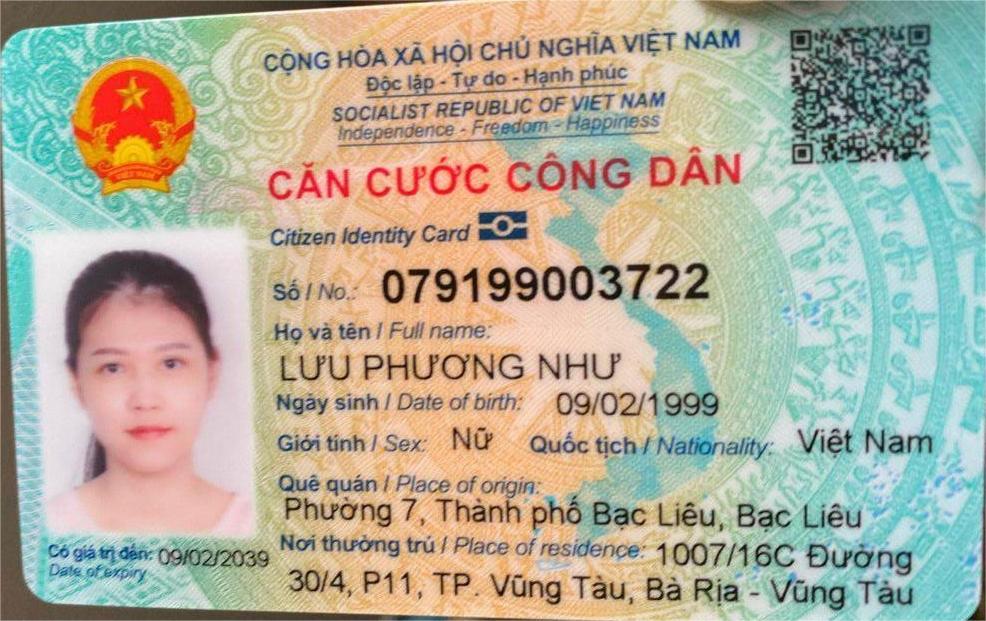 CỘNG HÒA XÃ HỘI CHỦ NGHĨA VIỆT NAM
Độc lập - Tự do - Hạnh phúc
SOCIALIST REPUBLIC OF VIET NAM
Independence - Freedom - Happiness
CĂN CƯỚC CÔNG DÂN
Citizen Identity Card
Số / No.: 079199003722
Họ và tên / Full name:
LƯU PHƯƠNG NHƯ
Ngày sinh / Date of birth: 09/02/1999
Giới tính / Sex: Nữ Quốc tịch / Nationality: Việt Nam
Quê quán / Place of origin:
Phường 7, Thành phố Bạc Liêu, Bạc Liêu
Nơi thường trú / Place of residence: 1007/16C Đường
30/4, P11, TP. Vũng Tàu, Bà Rịa - Vũng Tàu
Có giá trị đến: 09/02/2039
Date of expiry
VIỆT NAM